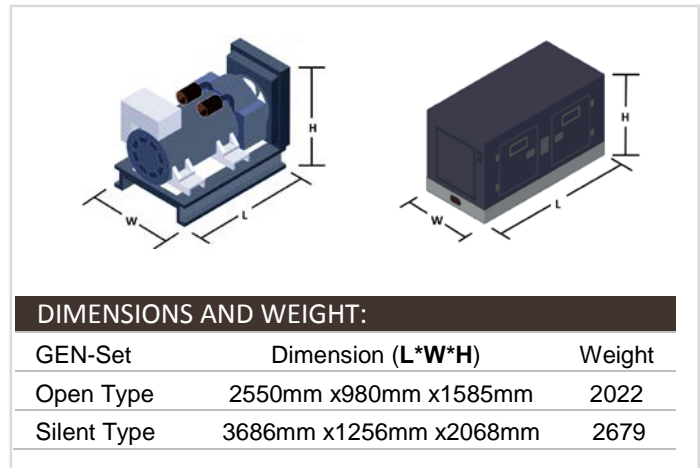 H
W
L
H
W
L
DIMENSIONS AND WEIGHT:
GEN-Set Dimension (L*W*H) Weight
Open Type 2550mm x980mm x1585mm 2022
Silent Type 3686mm x1256mm x2068mm 2679